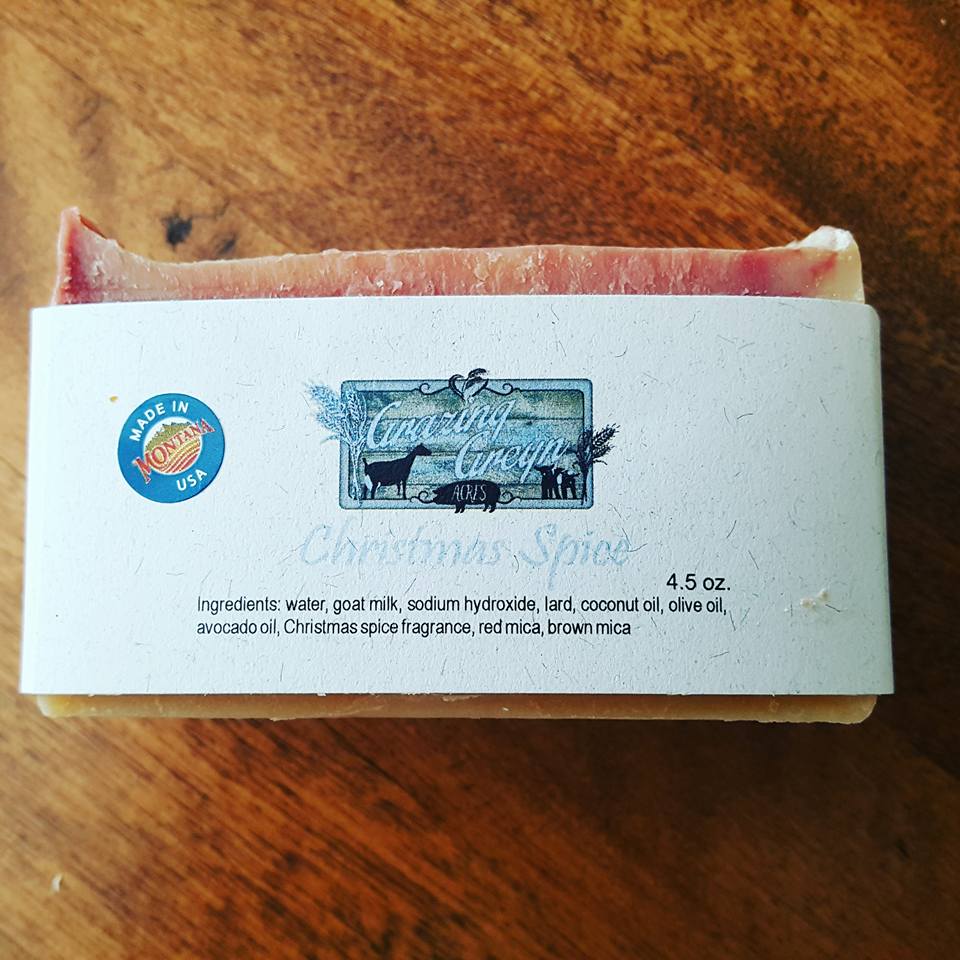 MADE IN
MONTANA
USA
Grazing
Greyn
ACRES
Christmas Spice
4.5 oz.
Ingredients: water, goat milk, sodium hydroxide, lard, coconut oil, olive oil,
avocado oil, Christmas spice fragrance, red mica, brown mica